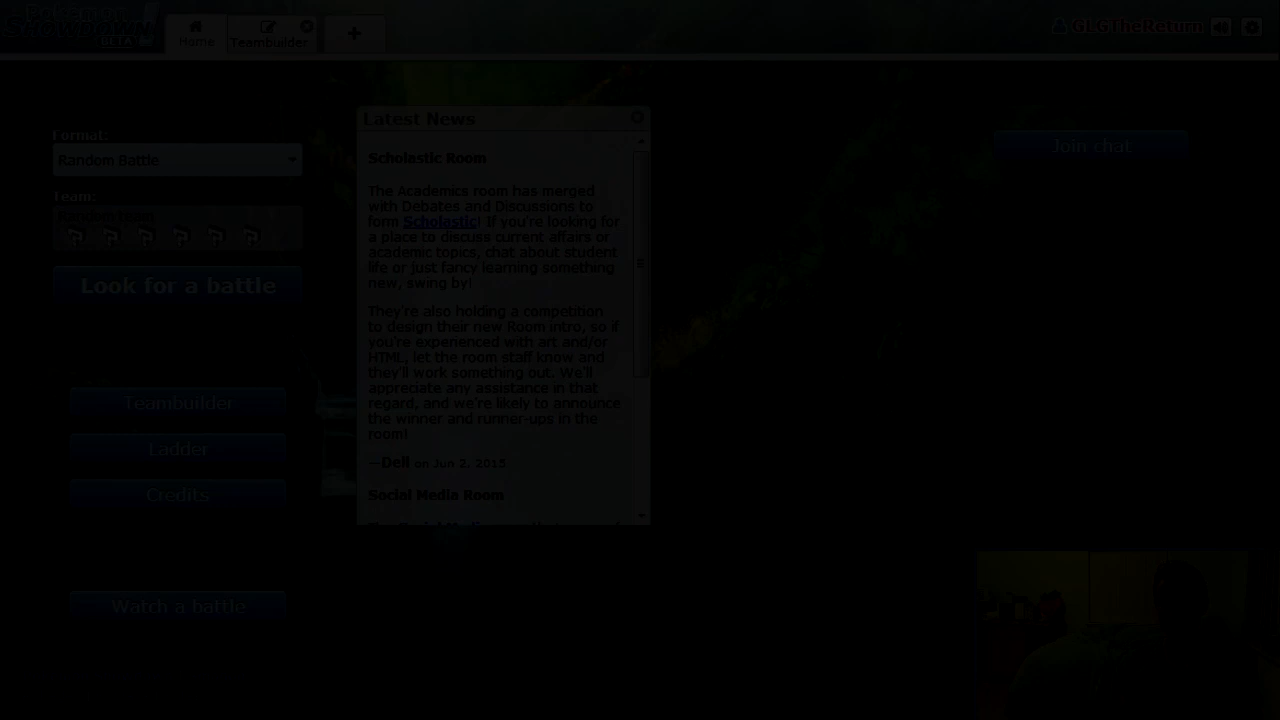 Pokémon
Showdown
BETA
Home
Teambuilder
GLGTheReturn
Format:
Random Battle
Team:
Random team
Look for a battle
Teambuilder
Ladder
Credits
Watch a battle
Latest News
Scholastic Room
The Academics room has merged
with Debates and Discussions to
form Scholastic! If you're looking for
a place to discuss current affairs or
academic topics, chat about student
life or just fancy learning something
new, swing by!
They're also holding a competition
to design their new Room intro, so if
you're experienced with art and/or
HTML, let the room staff know and
they'll work something out. We'll
appreciate any assistance in that
regard, and we're likely to announce
the winner and runner-ups in the
room!
—Dell on Jun 2, 2015
Social Media Room
Join chat